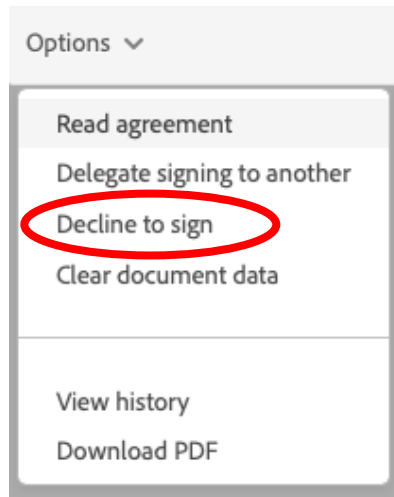 Options
Read agreement
Delegate signing to another
Decline to sign
Clear document data
View history
Download PDF